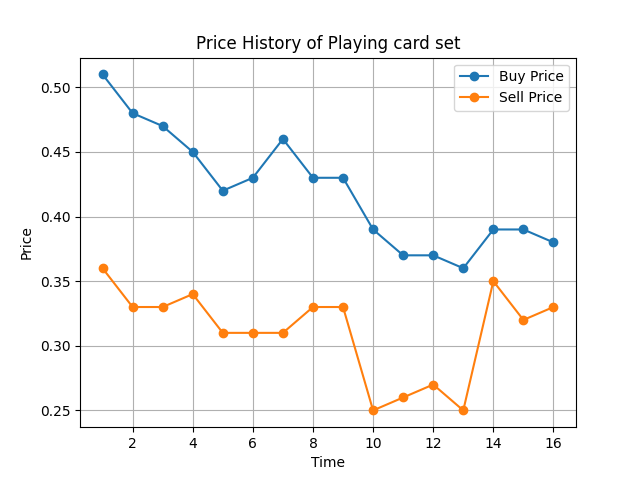 Price History of Playing card set
Buy Price
Sell Price
Price
0.50
0.45
0.40
0.35
0.30
0.25
2 4 6 8 10 12 14 16
Time